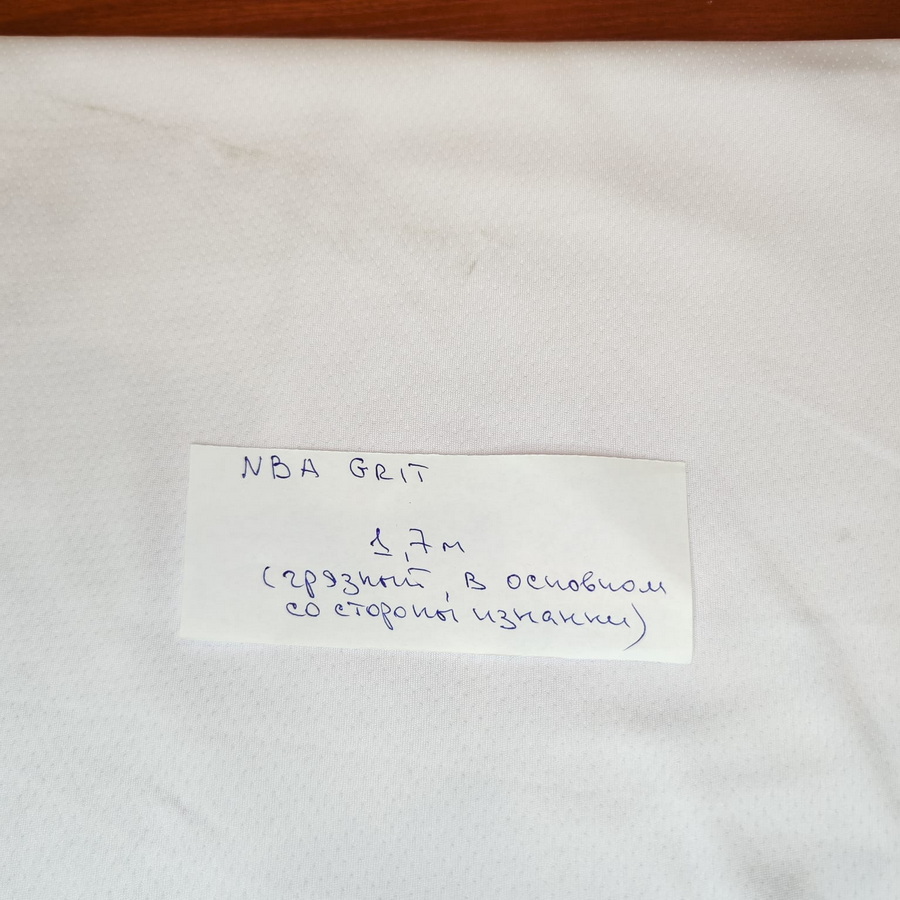 NBA GRIT
1,7м
(грязный, в основном
со стороны изнанки)